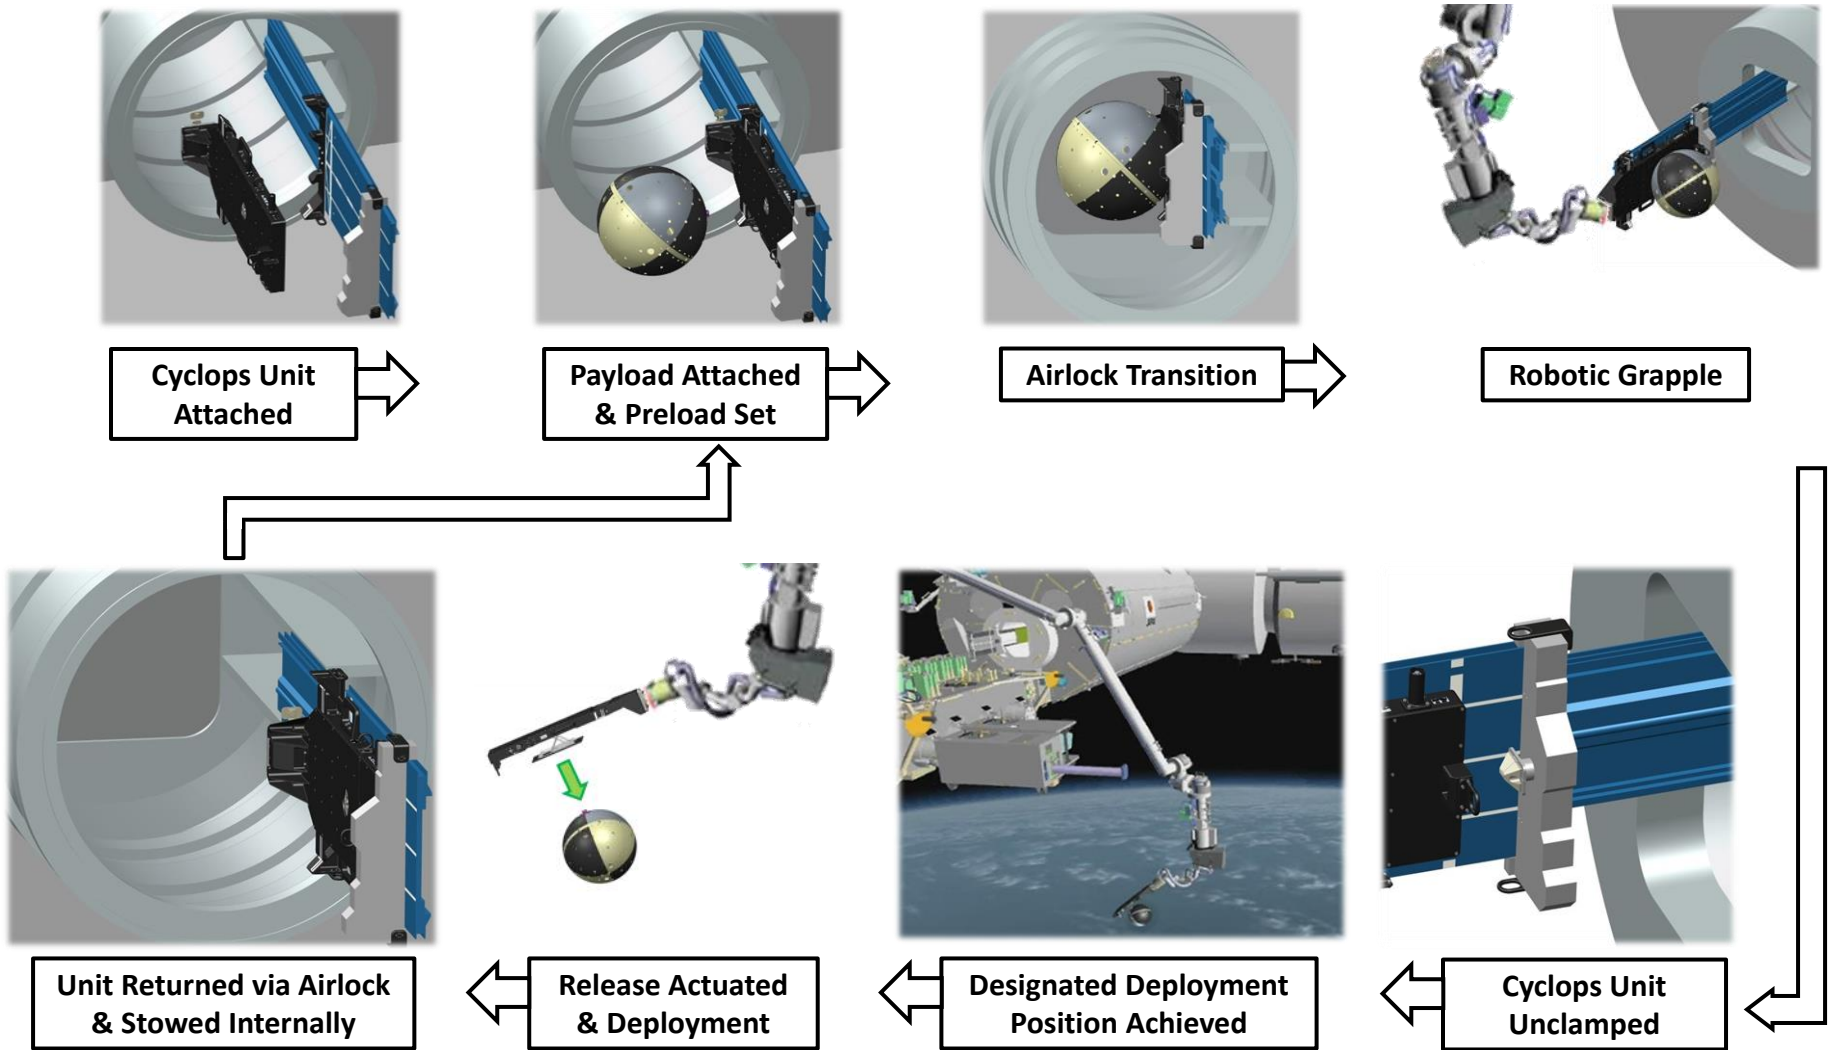 Cyclops Unit
Attached
Payload Attached
& Preload Set
Airlock Transition
Robotic Grapple
Unit Returned via Airlock
& Stowed Internally
Release Actuated
& Deployment
Designated Deployment
Position Achieved
Cyclops Unit
Unclamped